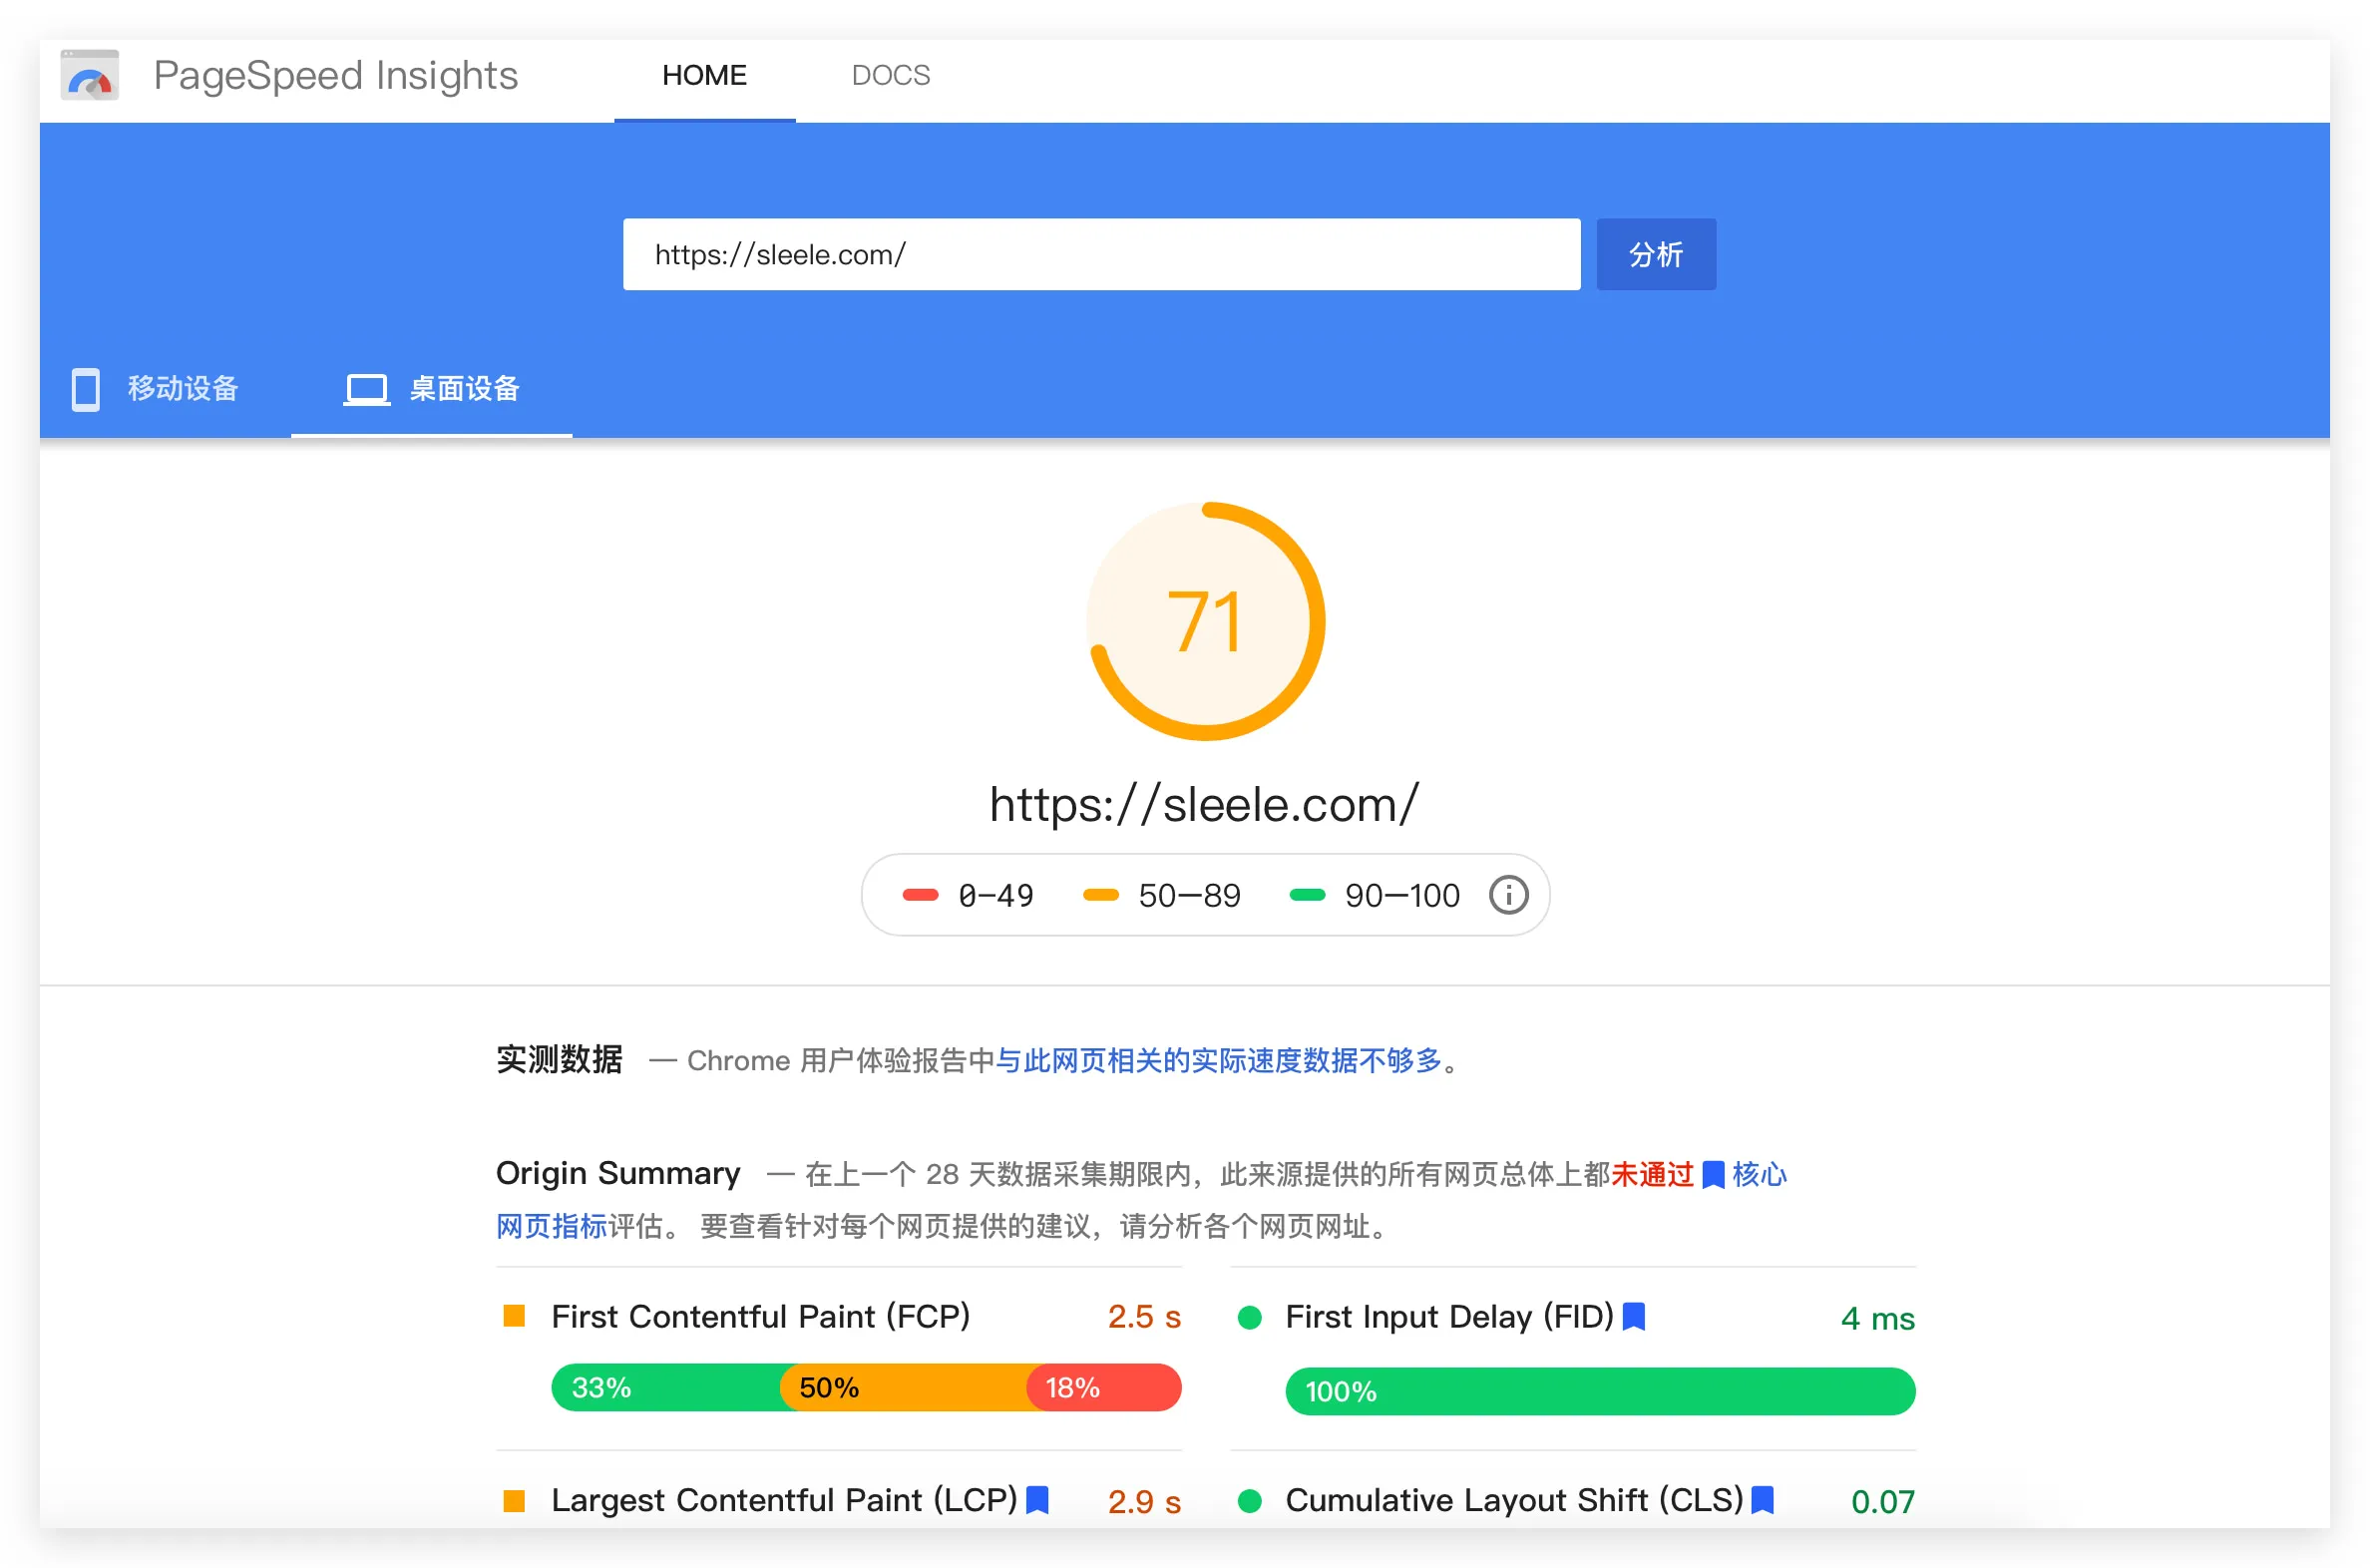 PageSpeed Insights HOME DOCS
https://sleele.com/ 分析
移动设备 桌面设备
71
https://sleele.com/
0–49 50–89 90–100
实测数据 — Chrome 用户体验报告中与此网页相关的实际速度数据不够多。
Origin Summary — 在上一个 28 天数据采集期限内，此来源提供的所有网页总体上都未通过 核心
网页指标评估。 要查看针对每个网页提供的建议，请分析各个网页网址。
First Contentful Paint (FCP) 2.5 s
33% 50% 18%
First Input Delay (FID) 4 ms
100%
Largest Contentful Paint (LCP) 2.9 s
Cumulative Layout Shift (CLS) 0.07